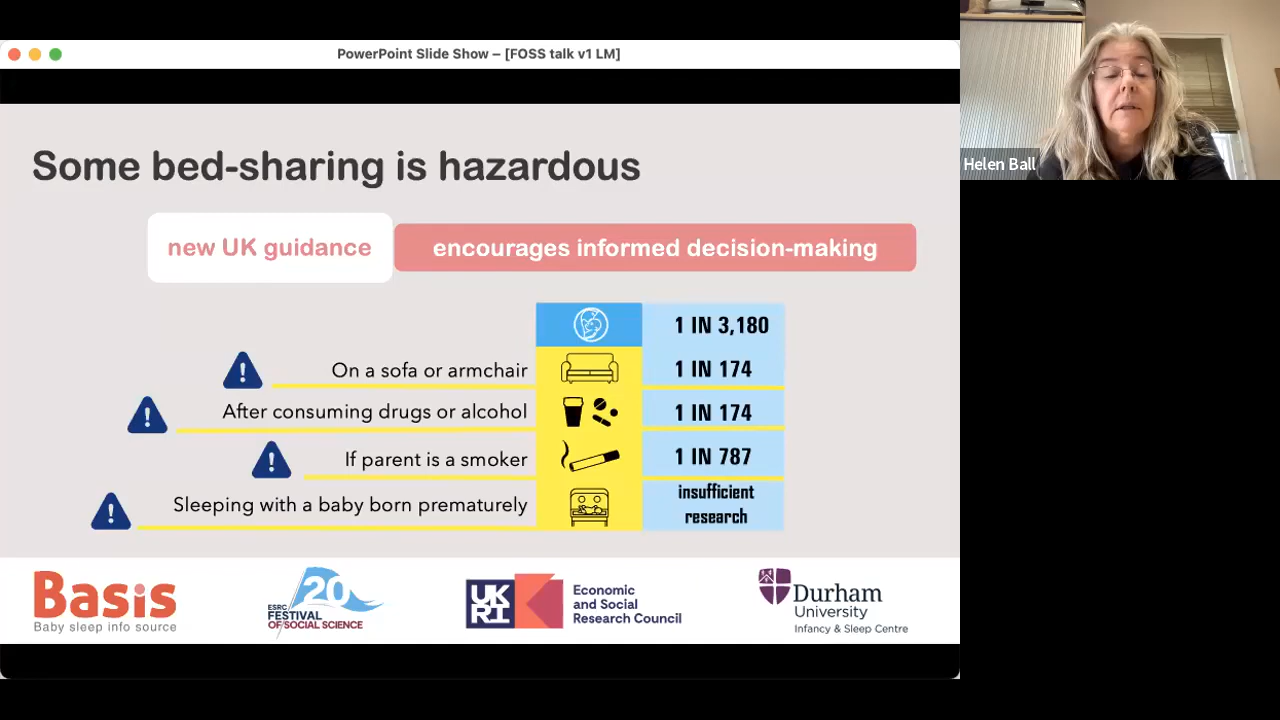 PowerPoint Slide Show – [FOSS talk v1 LM]
Helen Ball
Some bed-sharing is hazardous
new UK guidance
encourages informed decision-making
1 IN 3,180
On a sofa or armchair
1 IN 174
After consuming drugs or alcohol
1 IN 174
If parent is a smoker
1 IN 787
Sleeping with a baby born prematurely
insufficient
research
Basis
Baby sleep info source
20
ESRC
FESTIVAL
OF SOCIAL SCIENCE
UK
RI
Economic
and Social
Research Council
Durham
University
Infancy & Sleep Centre